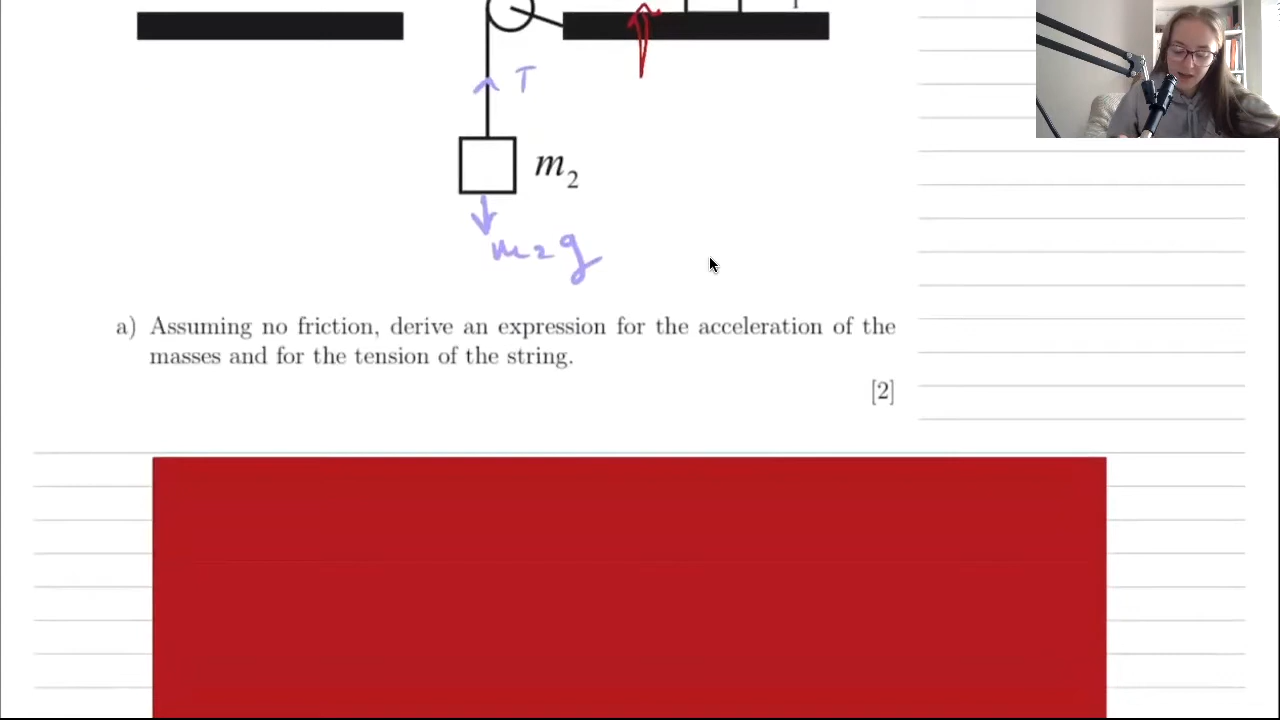 T
m₂
m₂g
a) Assuming no friction, derive an expression for the acceleration of the
masses and for the tension of the string.
[2]